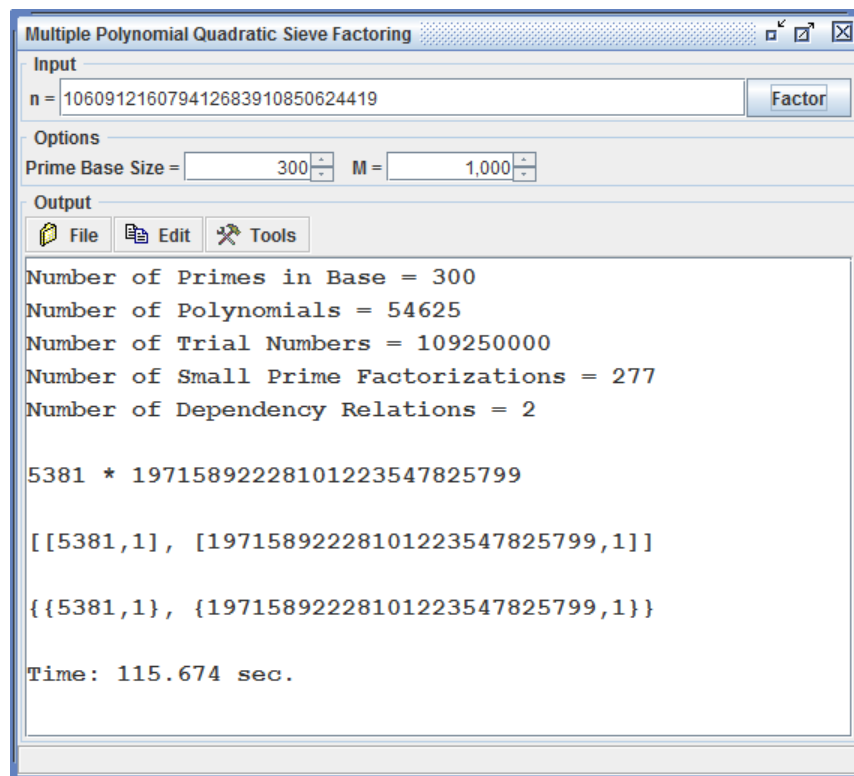 Multiple Polynomial Quadratic Sieve Factoring
Input
n = 106091216079412683910850624419 Factor
Options
Prime Base Size = 300 M = 1,000
Output
File Edit Tools
Number of Primes in Base = 300
Number of Polynomials = 54625
Number of Trial Numbers = 109250000
Number of Small Prime Factorizations = 277
Number of Dependency Relations = 2
5381 * 19715892228101223547825799
[[5381,1], [19715892228101223547825799,1]]
{{5381,1}, {19715892228101223547825799,1}}
Time: 115.674 sec.